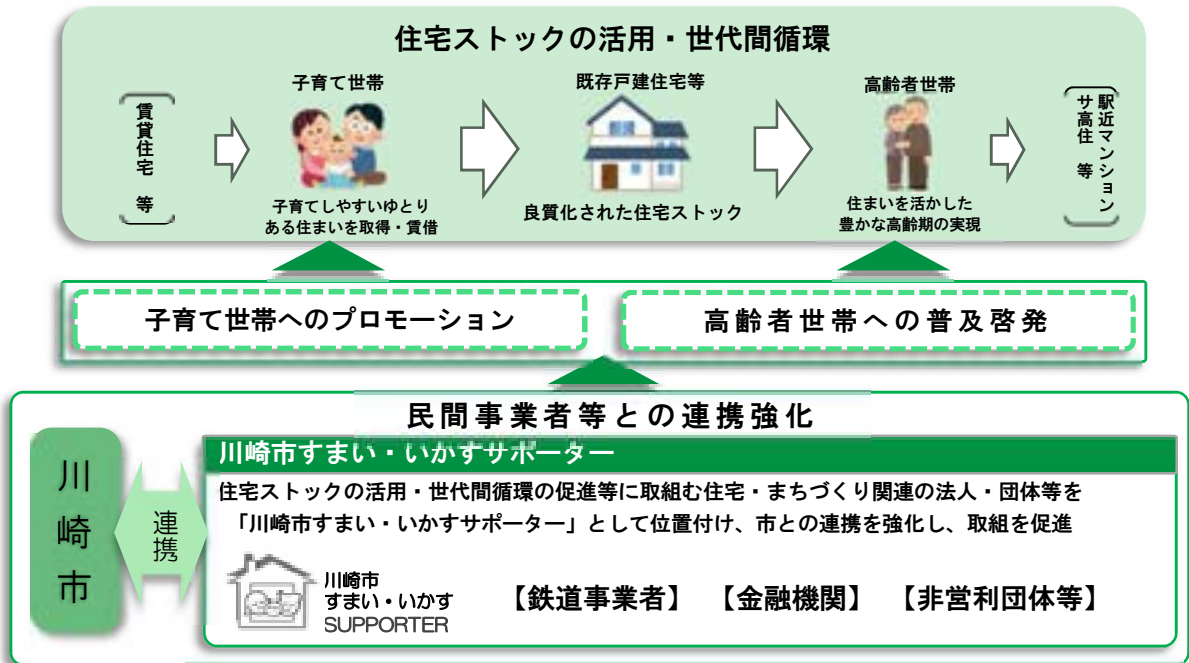 住宅ストックの活用・世代間循環
賃貸住宅 等
子育て世帯
子育てしやすいゆとり
ある住まいを取得・賃借
既存戸建住宅等
良質化された住宅ストック
高齢者世帯
住まいを活かした
豊かな高齢期の実現
駅近マンション
サ高住 等
子育て世帯へのプロモーション
高齢者世帯への普及啓発
民間事業者等との連携強化
川崎市
連携
川崎市すまい・いかすサポーター
住宅ストックの活用・世代間循環の促進等に取組む住宅・まちづくり関連の法人・団体等を
「川崎市すまい・いかすサポーター」として位置付け、市との連携を強化し、取組を促進
川崎市
すまい・いかす
SUPPORTER
【鉄道事業者】 【金融機関】 【非営利団体等】